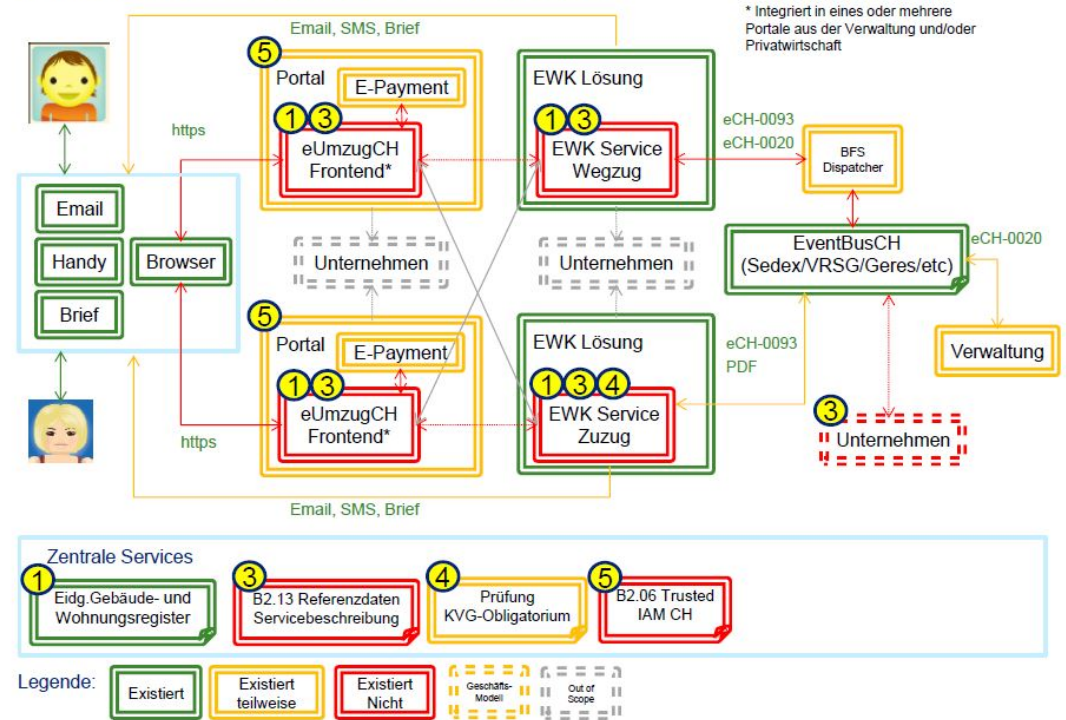 * Integriert in eines oder mehrere
Portale aus der Verwaltung und/oder
Privatwirtschaft
Email, SMS, Brief
5
Portal
E-Payment
1 3
eUmzugCH
Frontend*
EWK Lösung
1 3
EWK Service
Wegzug
https
eCH-0093
eCH-0020
BFS
Dispatcher
Email
Handy
Brief
Browser
Unternehmen
Unternehmen
EventBusCH
(Sedex/VRSG/Geres/etc)
eCH-0020
Verwaltung
5
Portal
E-Payment
1 3
eUmzugCH
Frontend*
EWK Lösung
1 3 4
EWK Service
Zuzug
eCH-0093
PDF
3
Unternehmen
https
Email, SMS, Brief
Zentrale Services
1
Eidg.Gebäude- und
Wohnungsregister
3
B2.13 Referenzdaten
Servicebeschreibung
4
Prüfung
KVG-Obligatorium
5
B2.06 Trusted
IAM CH
Legende:
Existiert
Existiert
teilweise
Existiert
Nicht
Geschäfts-
Modell
Out of
Scope